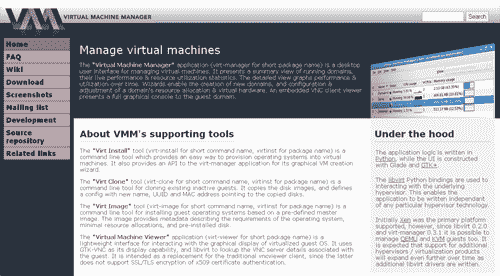 VIRTUAL MACHINE MANAGER
Search
Home
FAQ
Wiki
Download
Screenshots
Mailing list
Development
Source
repository
Related links
Manage virtual machines
The "Virtual Machine Manager" application (virt-manager for short package name) is a desktop
user interface for managing virtual machines. It presents a summary view of running domains,
their live performance & resource utilization statistics. The detailed view graphs performance &
utilization over time. Wizards enable the creation of new domains, and configuration &
adjustment of a domain's resource allocation & virtual hardware. An embedded VNC client viewer
presents a full graphical console to the guest domain.
About VMM's supporting tools
The "Virt Install" tool (virt-install for short command name, virtinst for package name) is a
command line tool which provides an easy way to provision operating systems into virtual
machines. It also provides an API to the virt-manager application for its graphical VM creation
wizard.
The "Virt Clone" tool (virt-clone for short command name, virtinst for package name) is a
command line tool for cloning existing inactive guests. It copies the disk images, and defines
a config with new name, UUID and MAC address pointing to the copied disks.
The "Virt Image" tool (virt-image for short command name, virtinst for package name) is a
command line tool for installing guest operating systems based on a pre-defined master
image. The image provides metadata describing the requirements of the operating system,
minimal resource allocations, and pre-installed disk.
The "Virtual Machine Viewer" application (virt-viewer for short package name) is a
lightweight interface for interacting with the graphical display of virtualized guest OS. It uses
GTK-VNC as its display capability, and libvirt to lookup the VNC server details associated with
the guest. It is intended as a replacement for the traditional vncviewer client, since the latter
does not support SSL/TLS encryption of x509 certificate authentication.
Under the hood
The application logic is written in
Python, while the UI is constructed
with Glade and GTK+.
The libvirt Python bindings are used to
interacting with the underlying
hypervisor. This enables the application
to be written independant
of any particular hypervisor technology.
Initially Xen was the primary platform
supported, however, since libvirt 0.2.0
and virt-manager 0.3.1 it is possible to
manage QEMU and KVM guests too. It
is expected that support for additional
hypervisors / virtualization products
will expand even further over time as
additional libvirt drivers are written.